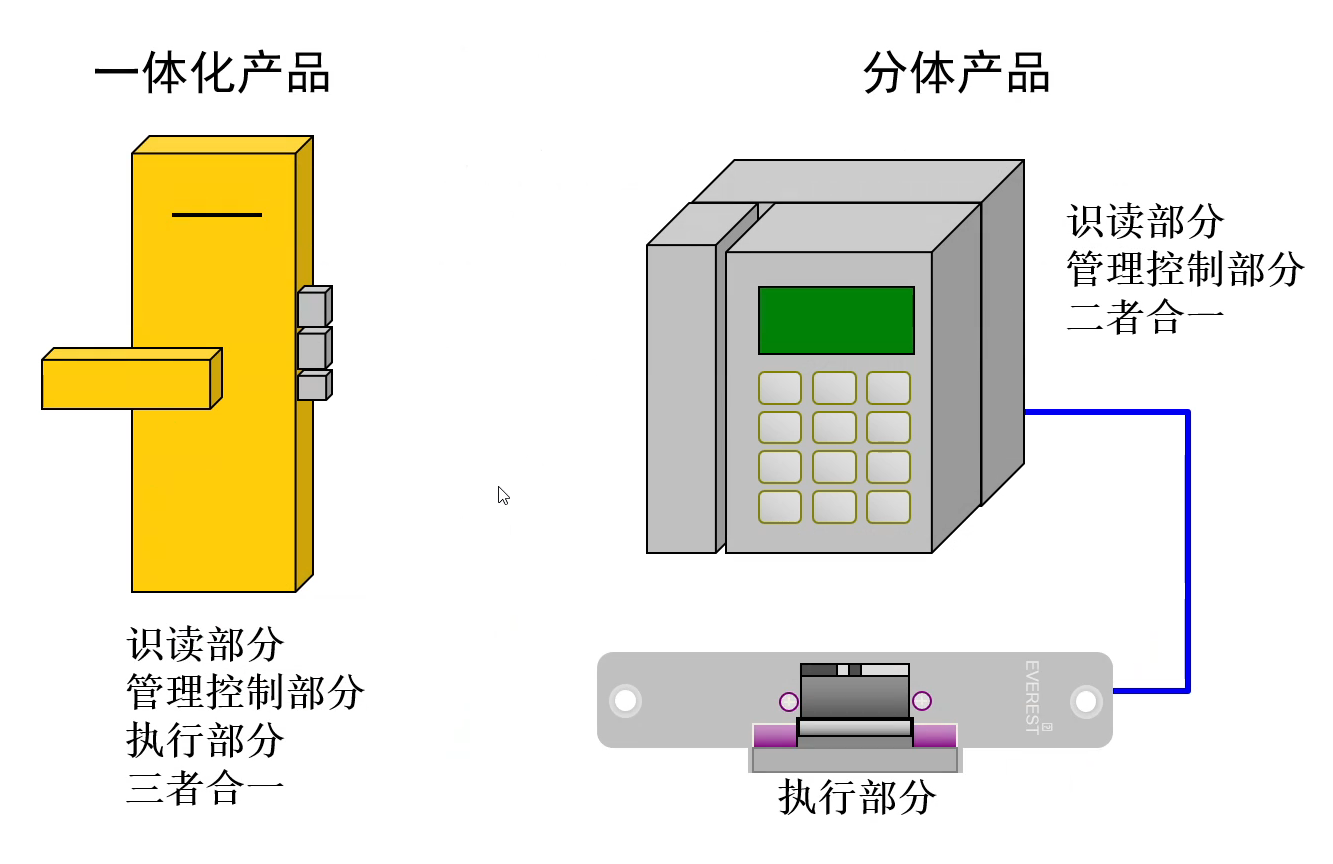 一体化产品
分体产品
识读部分
管理控制部分
二者合一
识读部分
管理控制部分
执行部分
三者合一
EVEREST
执行部分